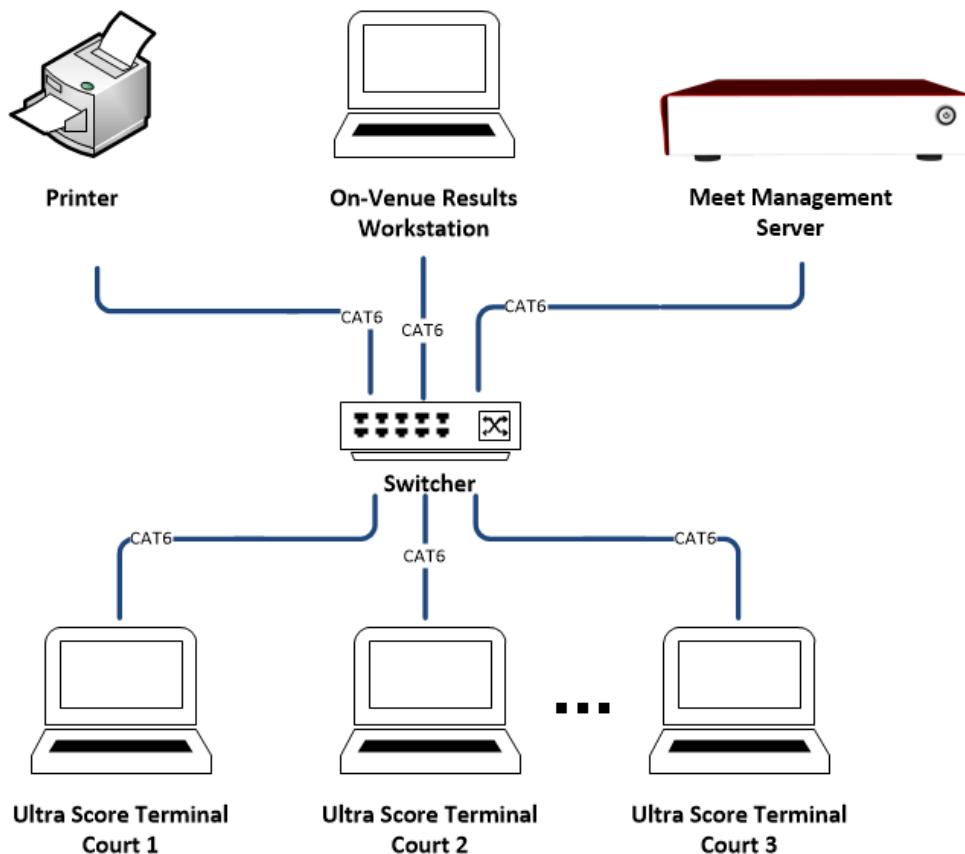 Printer
On-Venue Results
Workstation
Meet Management
Server
CAT6
CAT6
CAT6
Switcher
CAT6
CAT6
CAT6
Ultra Score Terminal
Court 1
Ultra Score Terminal
Court 2
Ultra Score Terminal
Court 3